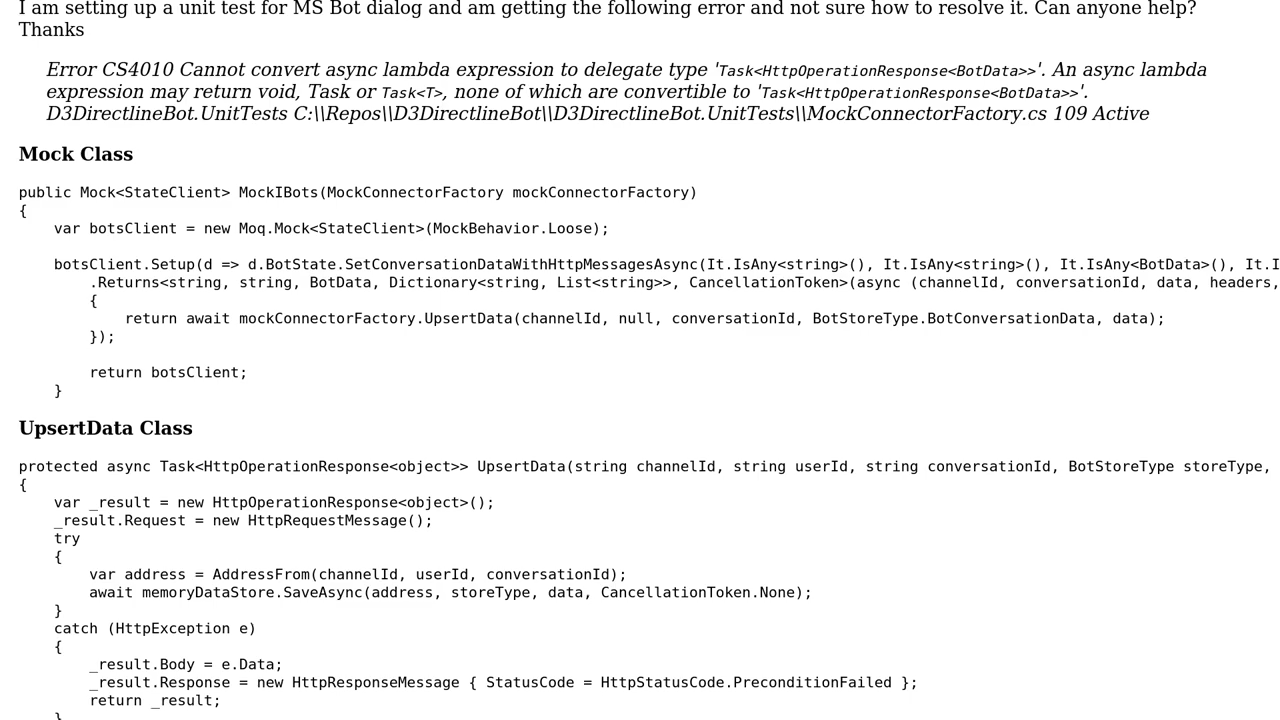 I am setting up a unit test for MS Bot dialog and am getting the following error and not sure how to resolve it. Can anyone help?
Thanks
Error CS4010 Cannot convert async lambda expression to delegate type 'Task<HttpOperationResponse<BotData>>'. An async lambda
expression may return void, Task or Task<T>, none of which are convertible to 'Task<HttpOperationResponse<BotData>>'.
D3DirectlineBot.UnitTests C:\\Repos\\D3DirectlineBot\\D3DirectlineBot.UnitTests\\MockConnectorFactory.cs 109 Active
Mock Class
public Mock<StateClient> MockIBots(MockConnectorFactory mockConnectorFactory)
{
    var botsClient = new Moq.Mock<StateClient>(MockBehavior.Loose);
    botsClient.Setup(d => d.BotState.SetConversationDataWithHttpMessagesAsync(It.IsAny<string>(), It.IsAny<string>(), It.IsAny<BotData>(), It.I
        .Returns<string, string, BotData, Dictionary<string, List<string>>, CancellationToken>(async (channelId, conversationId, data, headers,
        {
            return await mockConnectorFactory.UpsertData(channelId, null, conversationId, BotStoreType.BotConversationData, data);
        });
        return botsClient;
    }
UpsertData Class
protected async Task<HttpOperationResponse<object>> UpsertData(string channelId, string userId, string conversationId, BotStoreType storeType,
{
    var _result = new HttpOperationResponse<object>();
    _result.Request = new HttpRequestMessage();
    try
    {
        var address = AddressFrom(channelId, userId, conversationId);
        await memoryDataStore.SaveAsync(address, storeType, data, CancellationToken.None);
    }
    catch (HttpException e)
    {
        _result.Body = e.Data;
        _result.Response = new HttpResponseMessage { StatusCode = HttpStatusCode.PreconditionFailed };
        return _result;
    }